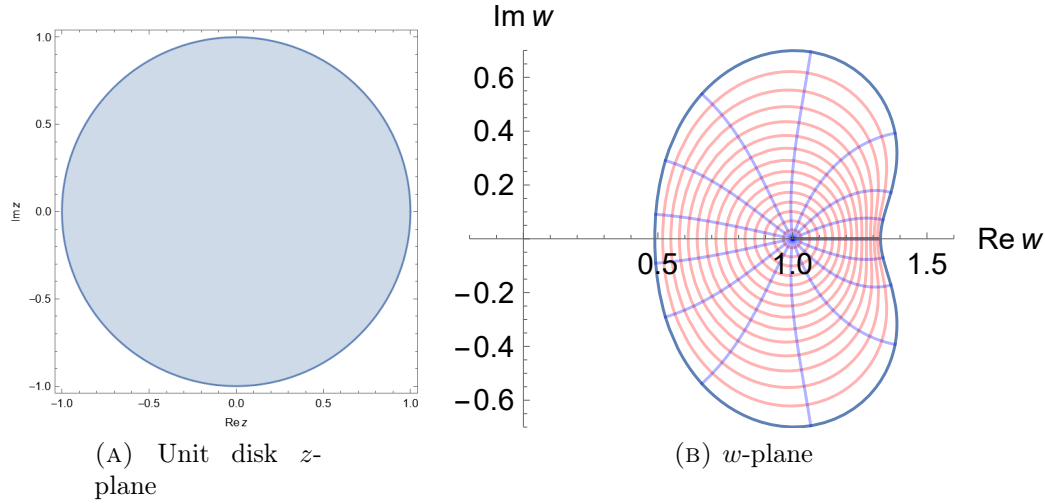 1.0
0.5
0.0
-0.5
-1.0
-1.0 -0.5 0.0 0.5 1.0
Im z
Re z
(A) Unit disk z-
plane
Im w
0.6
0.4
0.2
−0.2
−0.4
−0.6
0.5 1.0 1.5
Re w
(B) w-plane